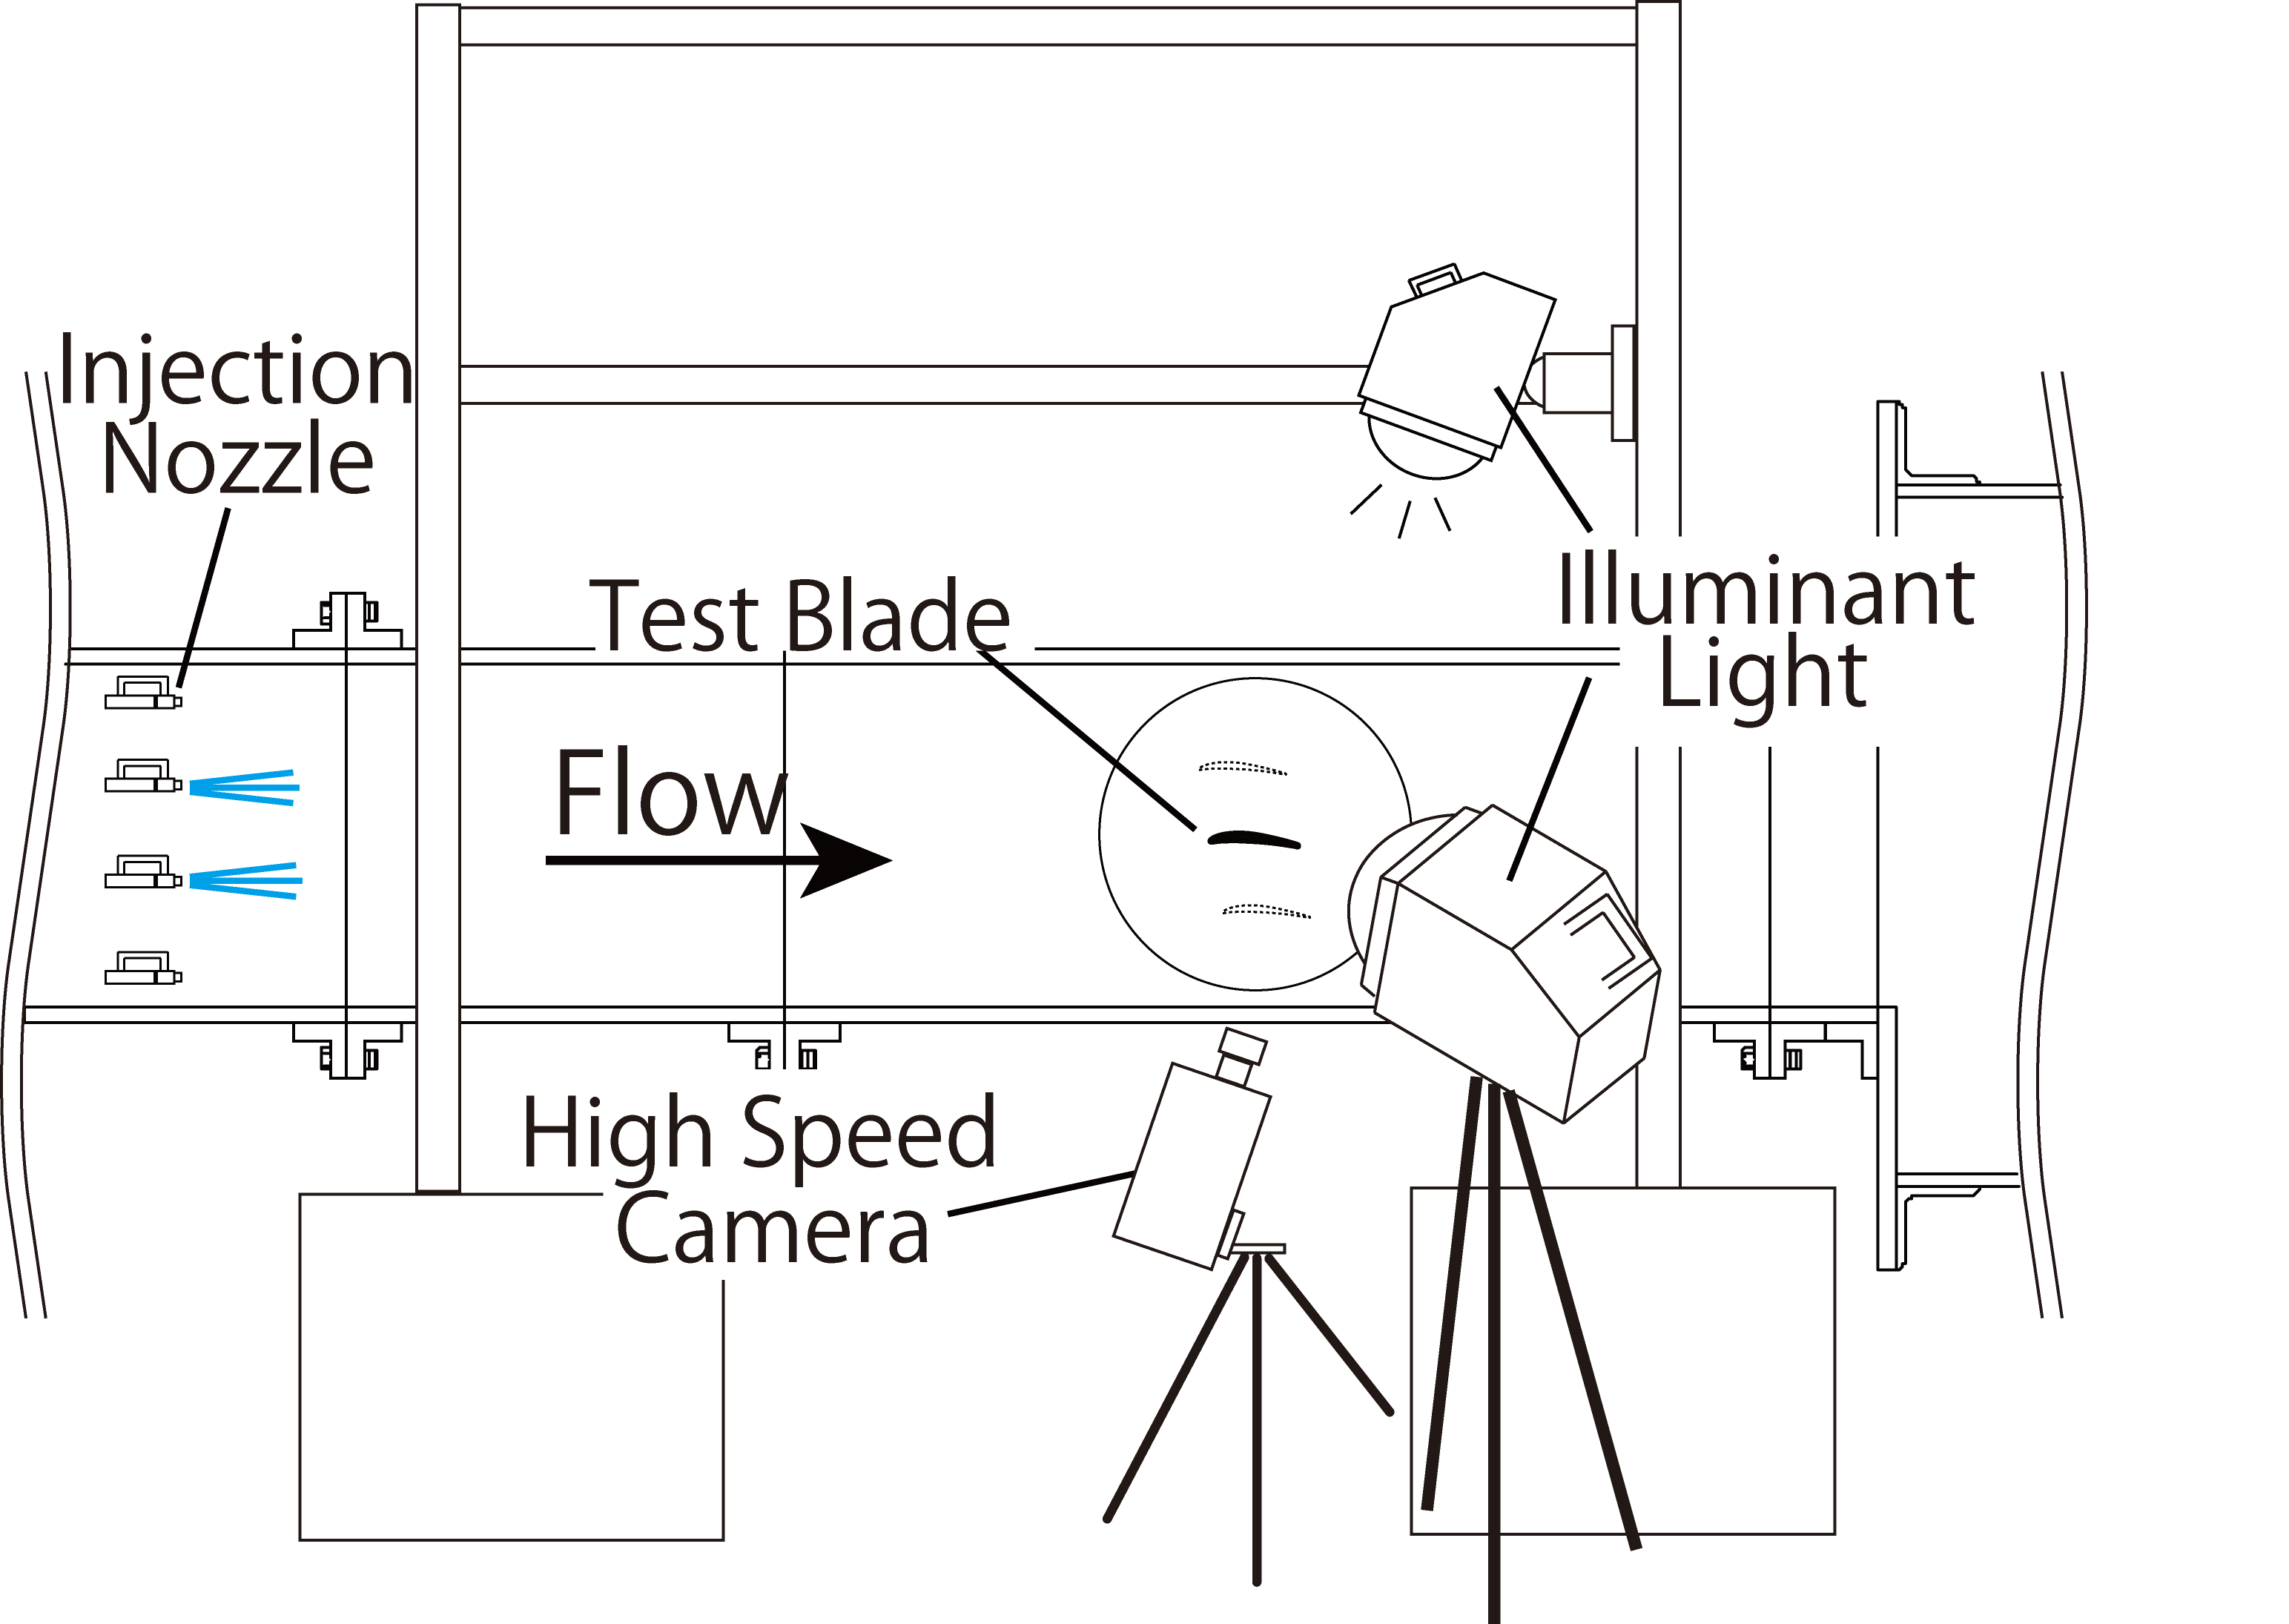 Injection
Nozzle
Test Blade
Illuminant
Light
Flow
High Speed
Camera